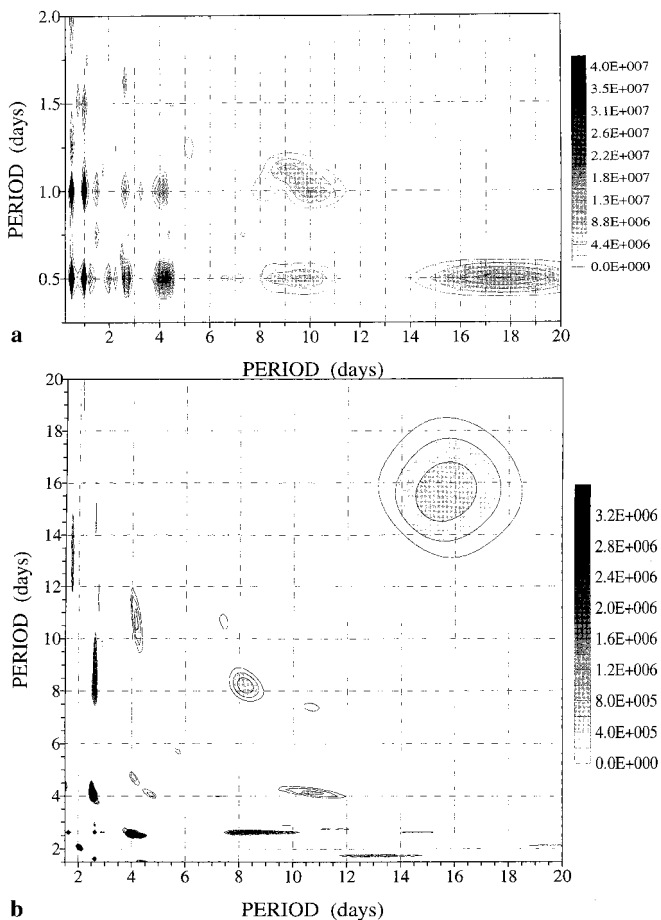 2.0
1.5
1.0
0.5
PERIOD (days)
2 4 6 8 10 12 14 16 18 20
PERIOD (days)
4.0E+007
3.5E+007
3.1E+007
2.6E+007
2.2E+007
1.8E+007
1.3E+007
8.8E+006
4.4E+006
0.0E+000
a
20
18
16
14
12
10
8
6
4
2
PERIOD (days)
2 4 6 8 10 12 14 16 18 20
PERIOD (days)
3.2E+006
2.8E+006
2.4E+006
2.0E+006
1.6E+006
1.2E+006
8.0E+005
4.0E+005
0.0E+000
b